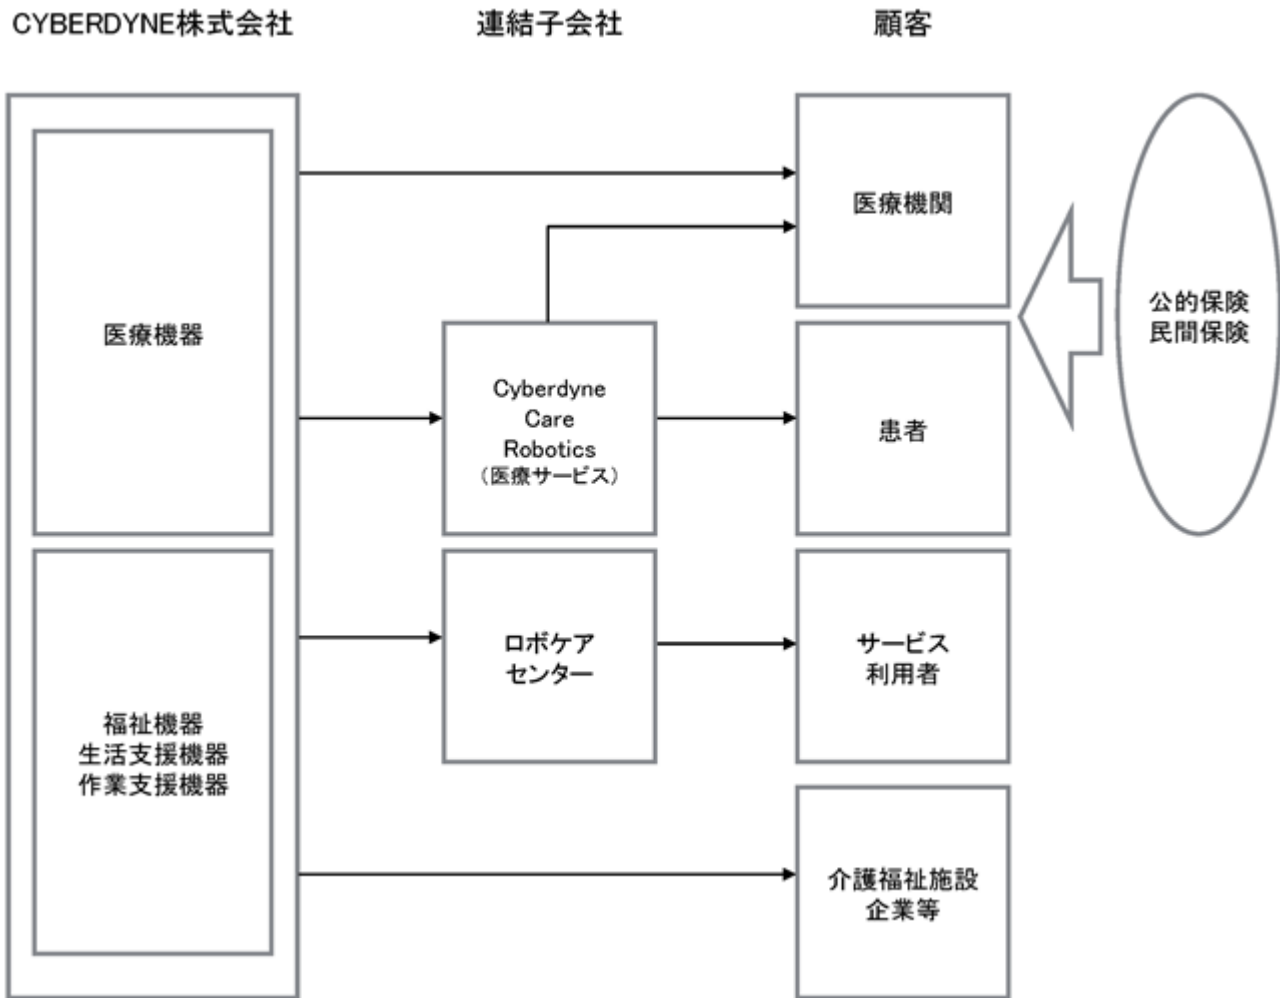 CYBERDYNE株式会社
連結子会社
顧客
医療機器
医療機関
公的保険
民間保険
Cyberdyne
Care
Robotics
（医療サービス）
患者
福祉機器
生活支援機器
作業支援機器
ロボケア
センター
サービス
利用者
介護福祉施設
企業等